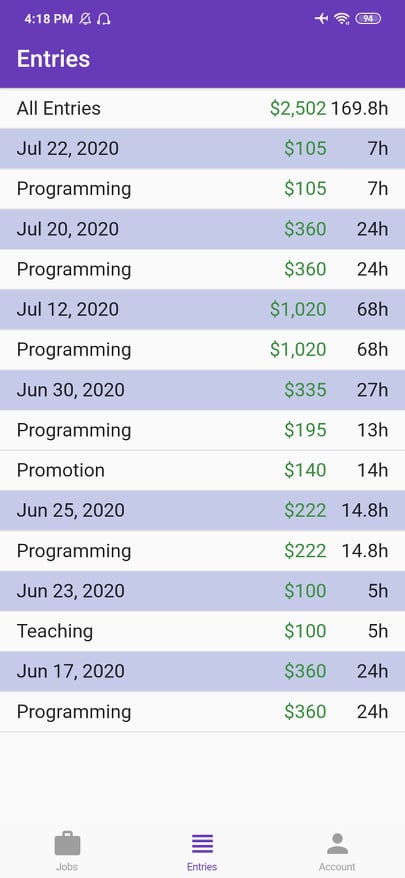 4:18 PM 94
Entries
All Entries $2,502 169.8h
Jul 22, 2020 $105 7h
Programming $105 7h
Jul 20, 2020 $360 24h
Programming $360 24h
Jul 12, 2020 $1,020 68h
Programming $1,020 68h
Jun 30, 2020 $335 27h
Programming $195 13h
Promotion $140 14h
Jun 25, 2020 $222 14.8h
Programming $222 14.8h
Jun 23, 2020 $100 5h
Teaching $100 5h
Jun 17, 2020 $360 24h
Programming $360 24h
Jobs Entries Account